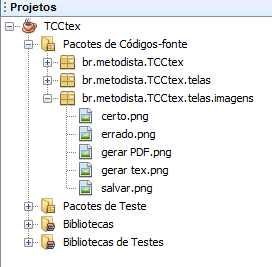 Projetos
TCCtex
Pacotes de Códigos-fonte
br.metodista.TCCtex
br.metodista.TCCtex.telas
br.metodista.TCCtex.telas.imagens
certo.png
errado.png
gerar PDF.png
gerar tex.png
salvar.png
Pacotes de Teste
Bibliotecas
Bibliotecas de Testes